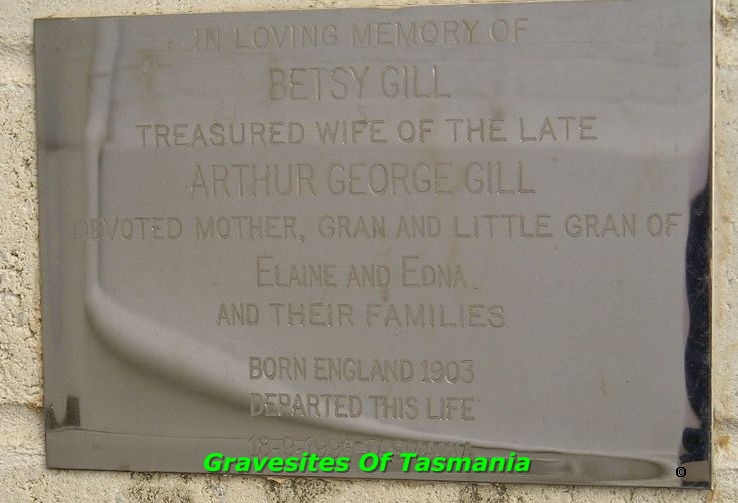 IN LOVING MEMORY OF
BETSY GILL
TREASURED WIFE OF THE LATE
ARTHUR GEORGE GILL
DEVOTED MOTHER, GRAN AND LITTLE GRAN OF
ELAINE AND EDNA
AND THEIR FAMILIES
BORN ENGLAND 1903
DEPARTED THIS LIFE
Gravesites Of Tasmania
©